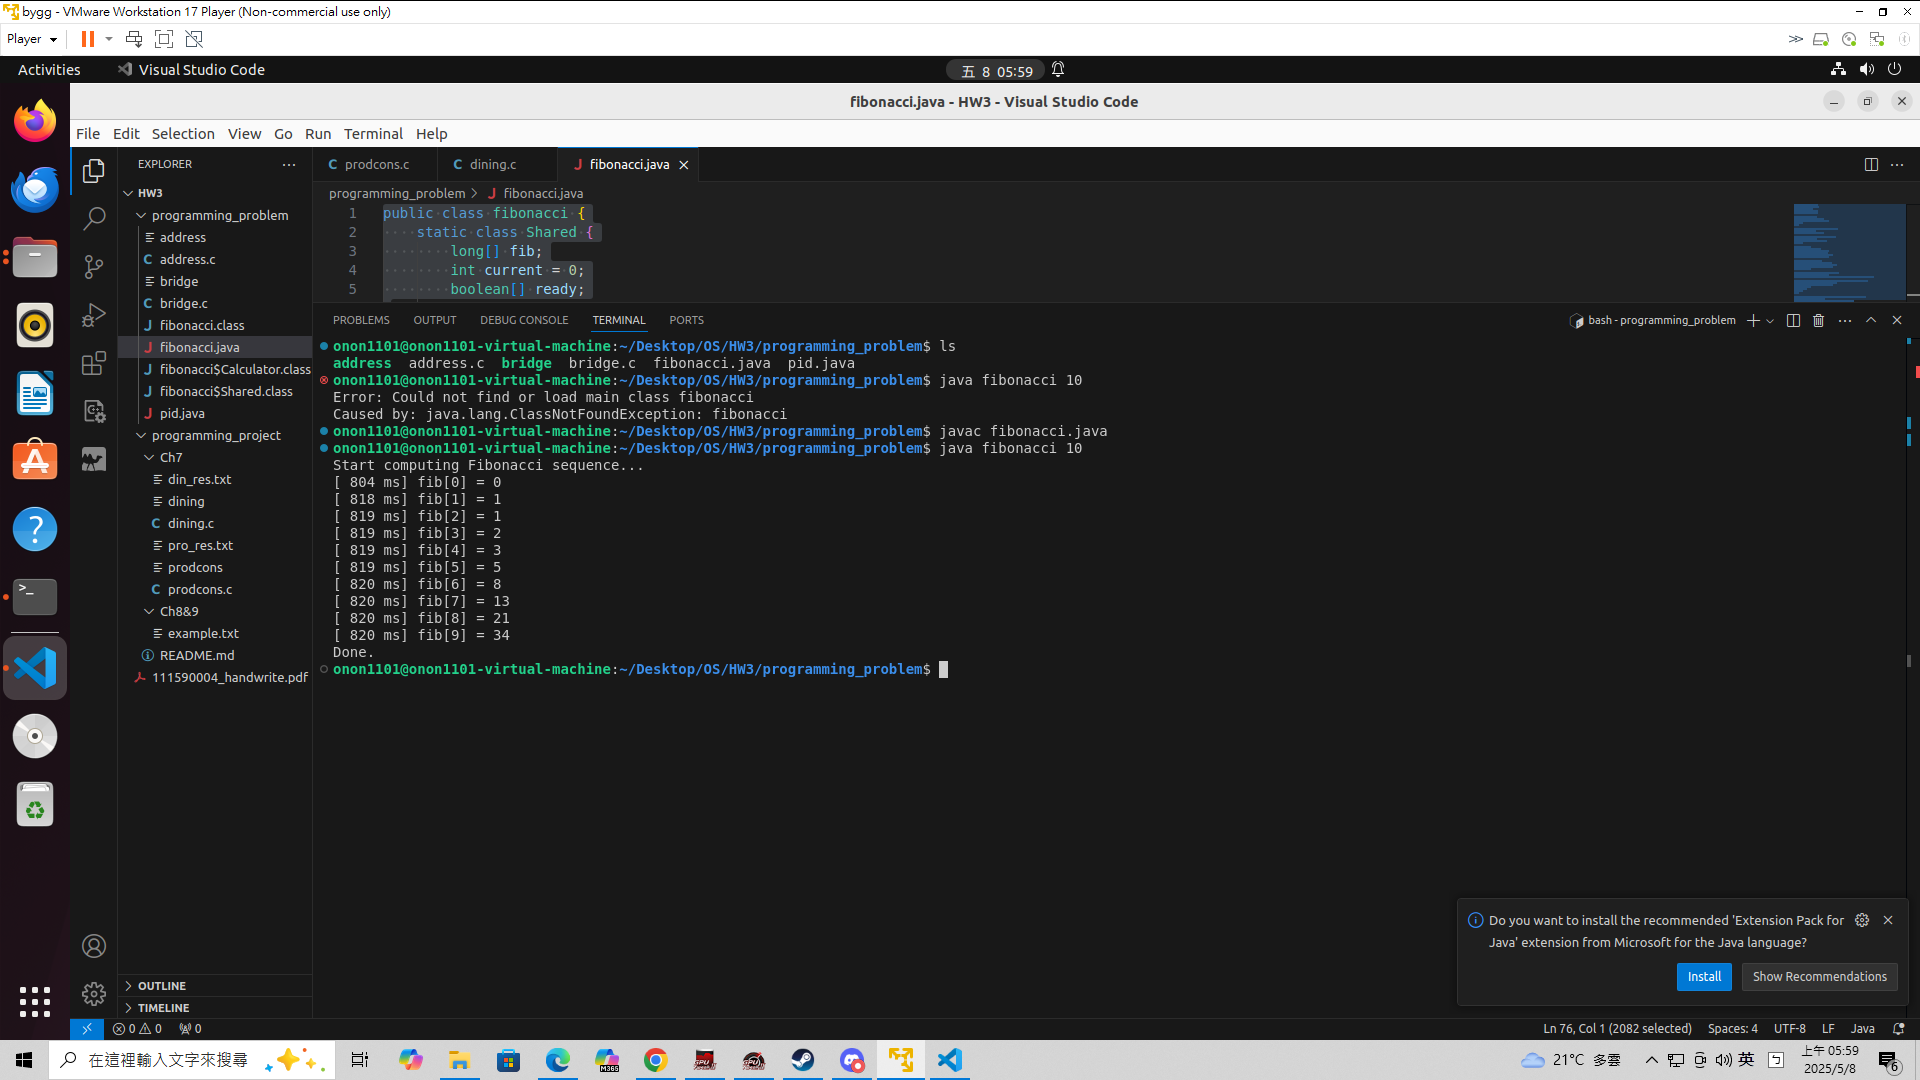 bygg - VMware Workstation 17 Player (Non-commercial use only)
Player
Activities
Visual Studio Code
五 8 05:59
fibonacci.java - HW3 - Visual Studio Code
File Edit Selection View Go Run Terminal Help
EXPLORER
HW3
programming_problem
address
address.c
bridge
bridge.c
fibonacci.class
fibonacci.java
fibonacci$Calculator.class
fibonacci$Shared.class
pid.java
programming_project
Ch7
din_res.txt
dining
dining.c
pro_res.txt
prodcons
prodcons.c
Ch8&9
example.txt
README.md
111590004_handwrite.pdf
OUTLINE
TIMELINE
prodcons.c
dining.c
fibonacci.java
programming_problem > fibonacci.java
1 public class fibonacci {
2 static class Shared {
3 long[] fib;
4 int current = 0;
5 boolean[] ready;
PROBLEMS OUTPUT DEBUG CONSOLE TERMINAL PORTS
bash - programming_problem
onon1101@onon1101-virtual-machine:~/Desktop/OS/HW3/programming_problem$ ls
address address.c bridge bridge.c fibonacci.java pid.java
onon1101@onon1101-virtual-machine:~/Desktop/OS/HW3/programming_problem$ java fibonacci 10
Error: Could not find or load main class fibonacci
Caused by: java.lang.ClassNotFoundException: fibonacci
onon1101@onon1101-virtual-machine:~/Desktop/OS/HW3/programming_problem$ javac fibonacci.java
onon1101@onon1101-virtual-machine:~/Desktop/OS/HW3/programming_problem$ java fibonacci 10
Start computing Fibonacci sequence...
[ 804 ms] fib[0] = 0
[ 818 ms] fib[1] = 1
[ 819 ms] fib[2] = 1
[ 819 ms] fib[3] = 2
[ 819 ms] fib[4] = 3
[ 819 ms] fib[5] = 5
[ 820 ms] fib[6] = 8
[ 820 ms] fib[7] = 13
[ 820 ms] fib[8] = 21
[ 820 ms] fib[9] = 34
Done.
onon1101@onon1101-virtual-machine:~/Desktop/OS/HW3/programming_problem$
Do you want to install the recommended 'Extension Pack for
Java' extension from Microsoft for the Java language?
Install
Show Recommendations
0 0 0
Ln 76, Col 1 (2082 selected) Spaces: 4 UTF-8 LF Java
在這裡輸入文字來搜尋
M365
21°C 多雲
英
上午 05:59
2025/5/8
6